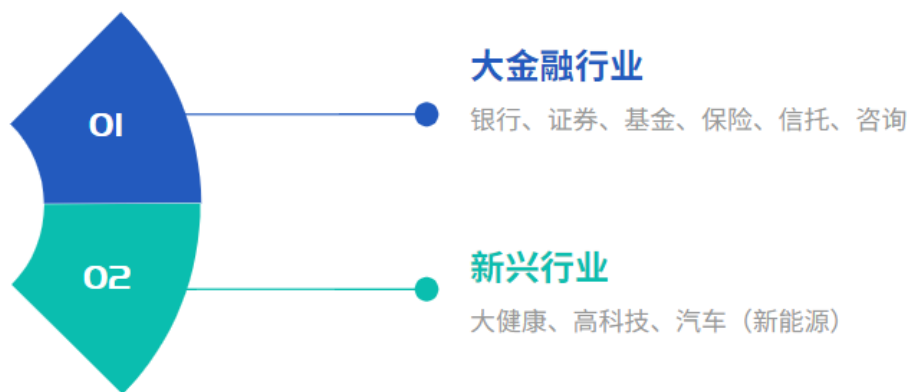 01
大金融行业
银行、证券、基金、保险、信托、咨询
02
新兴行业
大健康、高科技、汽车（新能源）